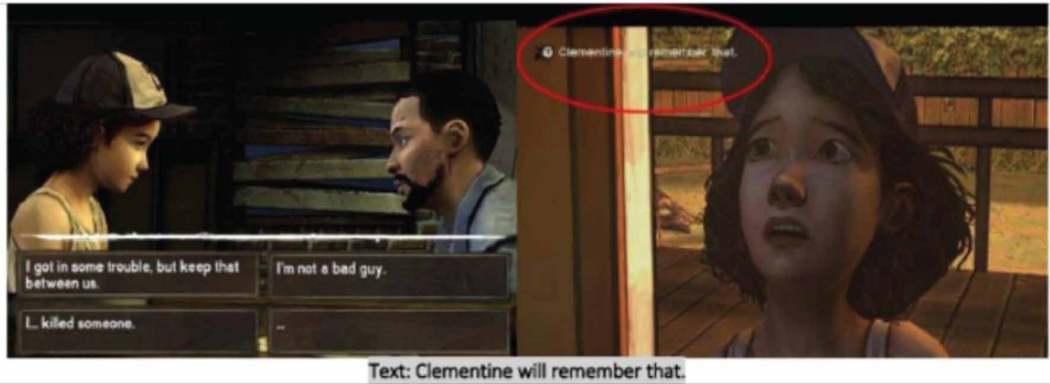 Clementine will remember that.
I got in some trouble, but keep that
between us.
I'm not a bad guy.
I... killed someone.
...
Text: Clementine will remember that.